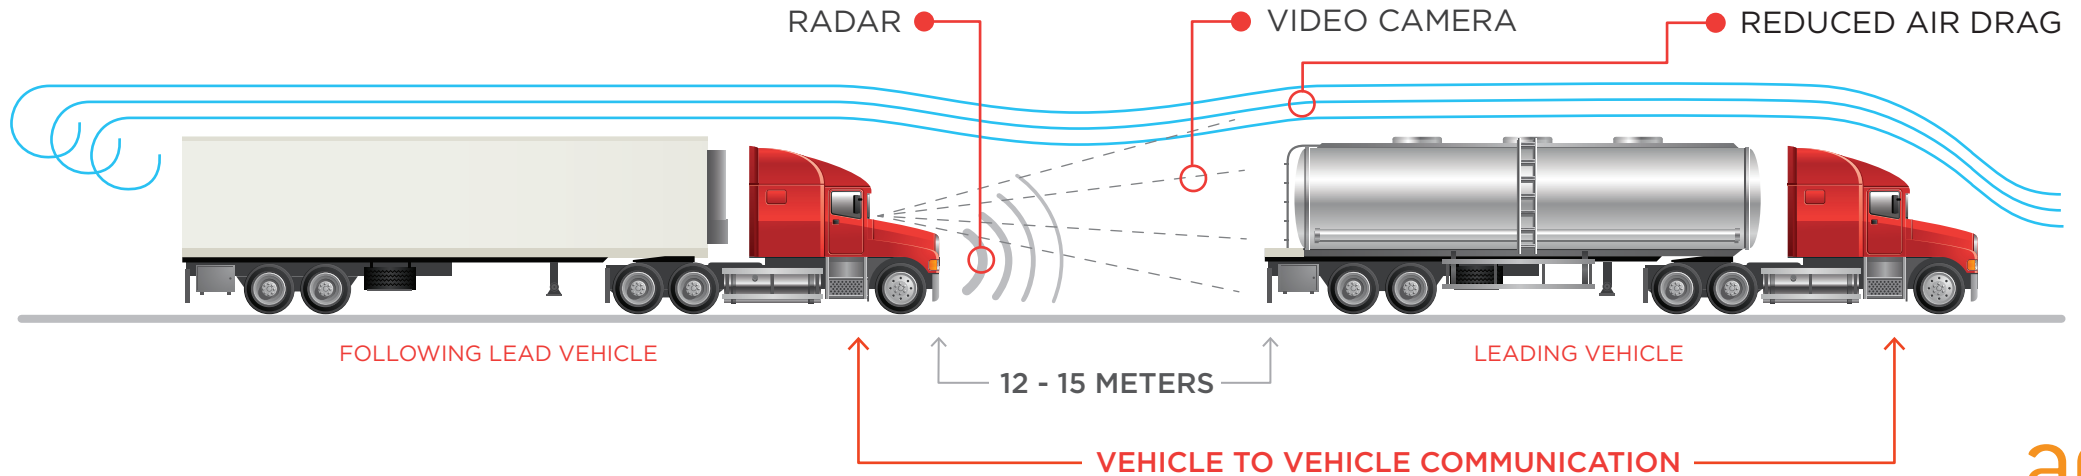 RADAR
VIDEO CAMERA
REDUCED AIR DRAG
FOLLOWING LEAD VEHICLE
LEADING VEHICLE
12 - 15 METERS
VEHICLE TO VEHICLE COMMUNICATION